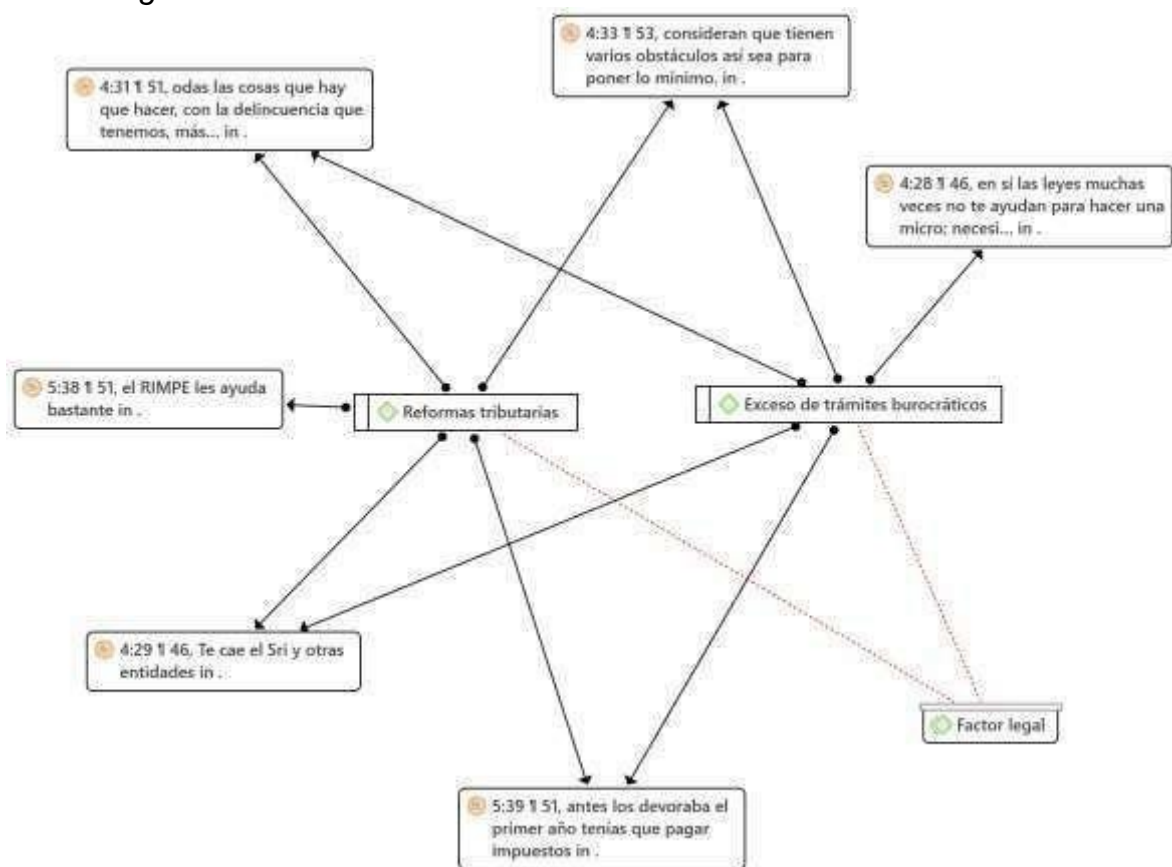 4:33 ¶ 53, consideran que tienen
varios obstáculos así sea para
poner lo mínimo, in .
4:31 ¶ 51, odas las cosas que hay
que hacer, con la delincuencia que
tenemos, más... in .
4:28 ¶ 46, en sí las leyes muchas
veces no te ayudan para hacer una
micro; necesi... in .
5:38 ¶ 51, el RIMPE les ayuda
bastante in .
Reformas tributarias
Exceso de trámites burocráticos
4:29 ¶ 46, Te cae el Sri y otras
entidades in .
Factor legal
5:39 ¶ 51, antes los devoraba el
primer año tenías que pagar
impuestos in .